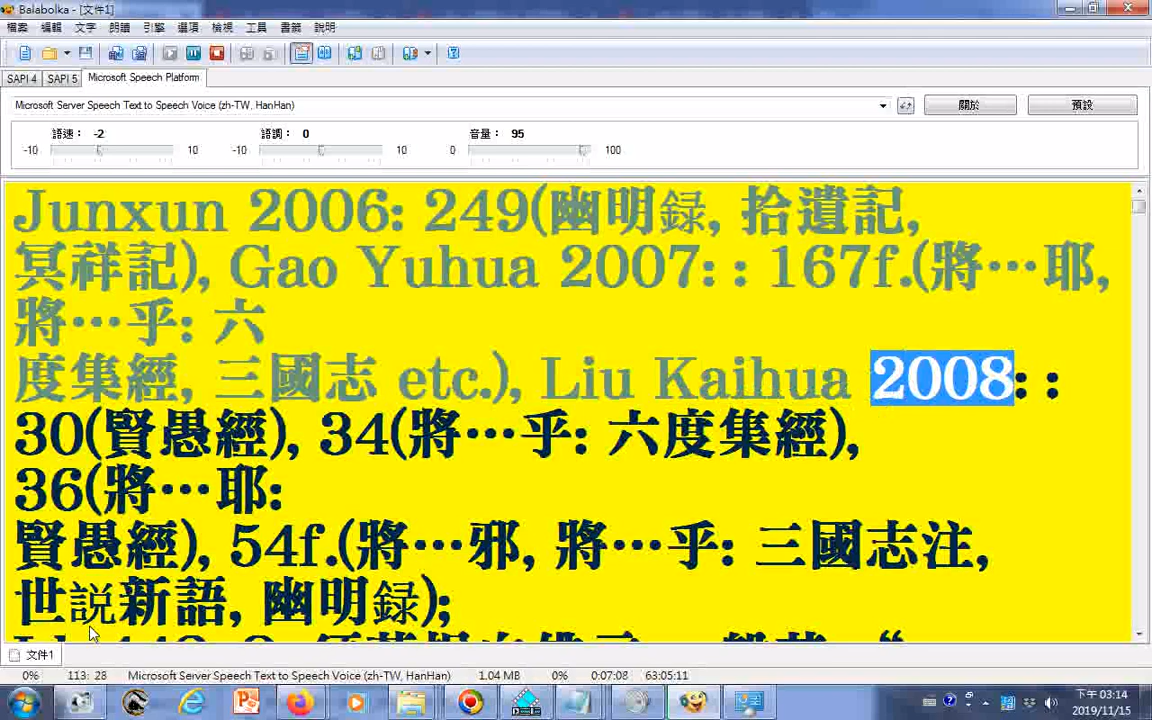 Balabolka - [文件1]
檔案 編輯 文字 朗讀 引擎 選項 檢視 工具 書籤 說明
SAPI 4 SAPI 5 Microsoft Speech Platform
Microsoft Server Speech Text to Speech Voice (zh-TW, HanHan) 關於 預設
語速: -2 語調: 0 音量: 95
-10 10 -10 10 0 100
Junxun 2006: 249(幽明録, 拾遺記,
冥祥記), Gao Yuhua 2007: : 167f.(將…耶,
將…乎: 六
度集經, 三國志 etc.), Liu Kaihua 2008: :
30(賢愚經), 34(將…乎: 六度集經),
36(將…耶:
賢愚經), 54f.(將…邪, 將…乎: 三國志注,
世説新語, 幽明録);
文件1
0% 113: 28 Microsoft Server Speech Text to Speech Voice (zh-TW, HanHan) 1.04 MB 0% 0:07:08 63:05:11
下午 03:14
2019/11/15